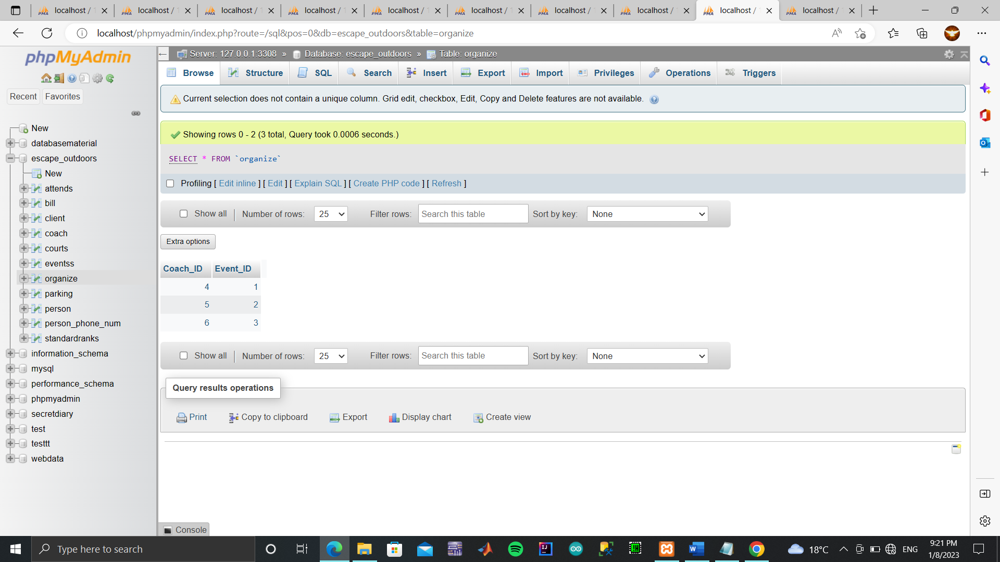 localhost / 
localhost / 
localhost / 
localhost / 
localhost / 
localhost / 
localhost / 
localhost / 
localhost / 
localhost / 
localhost/phpmyadmin/index.php?route=/sql&pos=0&db=escape_outdoors&table=organize
phpMyAdmin
Recent Favorites
New
databasematerial
escape_outdoors
New
attends
bill
client
coach
courts
eventss
organize
parking
person
person_phone_num
standardranks
information_schema
mysql
performance_schema
phpmyadmin
secretdiary
test
testtt
webdata
Server: 127.0.0.1:3308 » Database: escape_outdoors » Table: organize
Browse Structure SQL Search Insert Export Import Privileges Operations Triggers
Current selection does not contain a unique column. Grid edit, checkbox, Edit, Copy and Delete features are not available.
Showing rows 0 - 2 (3 total, Query took 0.0006 seconds.)
SELECT * FROM `organize`
Profiling [ Edit inline ] [ Edit ] [ Explain SQL ] [ Create PHP code ] [ Refresh ]
Show all | Number of rows: 25 Filter rows: Search this table Sort by key: None
Extra options
Coach_ID Event_ID
4 1
5 2
6 3
Show all | Number of rows: 25 Filter rows: Search this table Sort by key: None
Query results operations
Print Copy to clipboard Export Display chart Create view
Console
Type here to search
18°C ENG
9:21 PM
1/8/2023